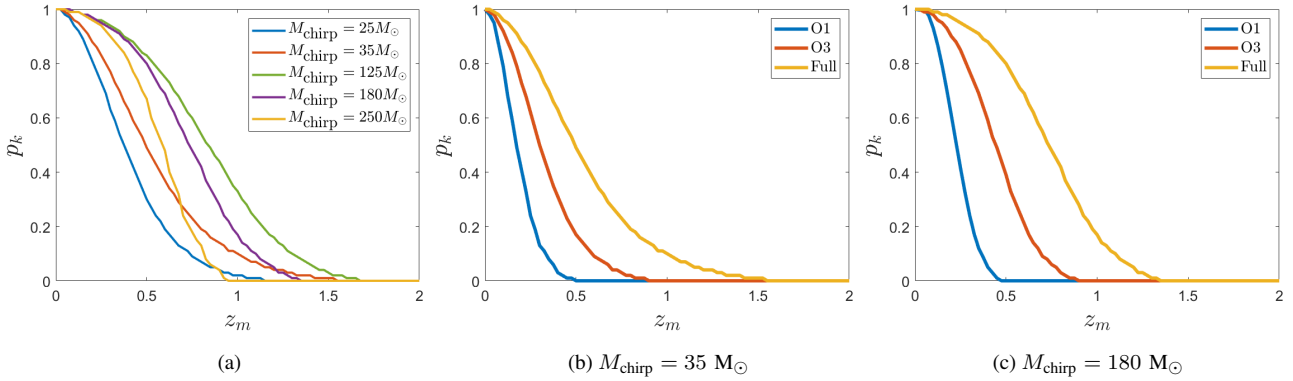 1
0.8
0.6
0.4
0.2
0
p_k
0 0.5 1 1.5 2
z_m
M_chirp = 25M_⊙
M_chirp = 35M_⊙
M_chirp = 125M_⊙
M_chirp = 180M_⊙
M_chirp = 250M_⊙
(a)
1
0.8
0.6
0.4
0.2
0
p_k
0 0.5 1 1.5 2
z_m
O1
O3
Full
(b) M_chirp = 35 M_⊙
1
0.8
0.6
0.4
0.2
0
p_k
0 0.5 1 1.5 2
z_m
O1
O3
Full
(c) M_chirp = 180 M_⊙